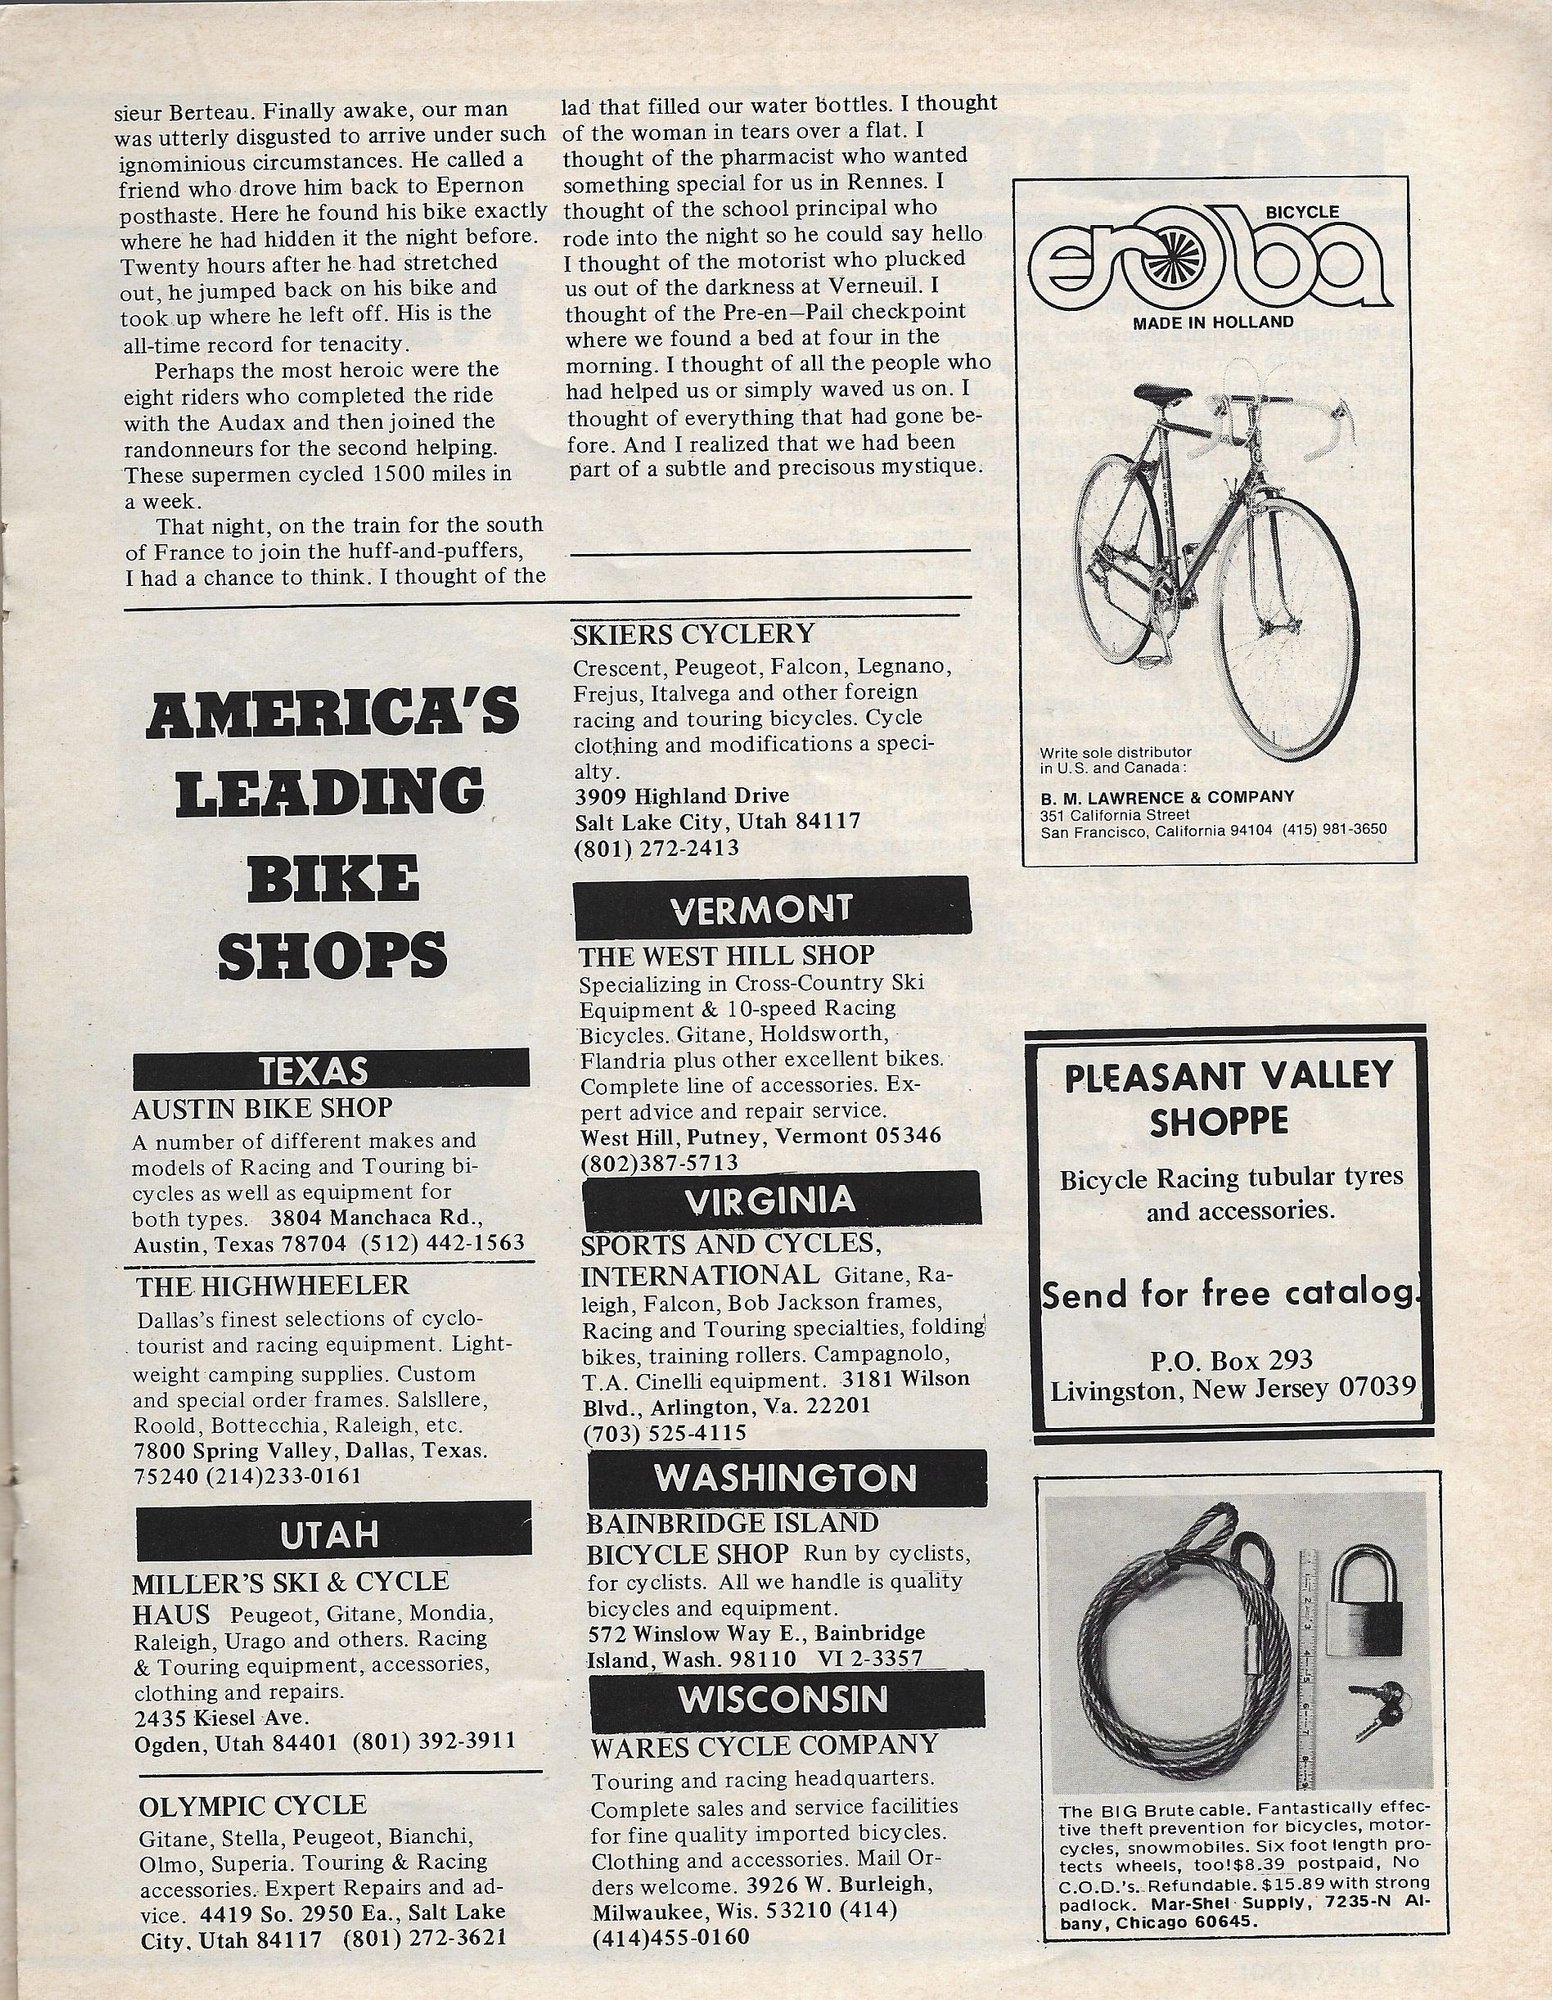 sieur Berteau. Finally awake, our man
was utterly disgusted to arrive under such
ignominious circumstances. He called a
friend who drove him back to Epernon
posthaste. Here he found his bike exactly
where he had hidden it the night before.
Twenty hours after he had stretched
out, he jumped back on his bike and
took up where he left off. His is the
all-time record for tenacity.
Perhaps the most heroic were the
eight riders who completed the ride
with the Audax and then joined the
randonneurs for the second helping.
These supermen cycled 1500 miles in
a week.
That night, on the train for the south
of France to join the huff-and-puffers,
I had a chance to think. I thought of the
lad that filled our water bottles. I thought
of the woman in tears over a flat. I
thought of the pharmacist who wanted
something special for us in Rennes. I
thought of the school principal who
rode into the night so he could say hello
I thought of the motorist who plucked
us out of the darkness at Verneuil. I
thought of the Pre-en—Pail checkpoint
where we found a bed at four in the
morning. I thought of all the people who
had helped us or simply waved us on. I
thought of everything that had gone be-
fore. And I realized that we had been
part of a subtle and precisous mystique.
AMERICA'S
LEADING
BIKE
SHOPS
TEXAS
AUSTIN BIKE SHOP
A number of different makes and
models of Racing and Touring bi-
cycles as well as equipment for
both types. 3804 Manchaca Rd.,
Austin, Texas 78704 (512) 442-1563
THE HIGHWHEELER
Dallas's finest selections of cyclo-
tourist and racing equipment. Light-
weight camping supplies. Custom
and special order frames. Salsllere,
Roold, Bottecchia, Raleigh, etc.
7800 Spring Valley, Dallas, Texas.
75240 (214)233-0161
UTAH
MILLER'S SKI & CYCLE
HAUS Peugeot, Gitane, Mondia,
Raleigh, Urago and others. Racing
& Touring equipment, accessories,
clothing and repairs.
2435 Kiesel Ave.
Ogden, Utah 84401 (801) 392-3911
OLYMPIC CYCLE
Gitane, Stella, Peugeot, Bianchi,
Olmo, Superia. Touring & Racing
accessories. Expert Repairs and ad-
vice. 4419 So. 2950 Ea., Salt Lake
City, Utah 84117 (801) 272-3621
SKIERS CYCLERY
Crescent, Peugeot, Falcon, Legnano,
Frejus, Italvega and other foreign
racing and touring bicycles. Cycle
clothing and modifications a speci-
alty.
3909 Highland Drive
Salt Lake City, Utah 84117
(801) 272-2413
VERMONT
THE WEST HILL SHOP
Specializing in Cross-Country Ski
Equipment & 10-speed Racing
Bicycles. Gitane, Holdsworth,
Flandria plus other excellent bikes.
Complete line of accessories. Ex-
pert advice and repair service.
West Hill, Putney, Vermont 05346
(802)387-5713
VIRGINIA
SPORTS AND CYCLES,
INTERNATIONAL Gitane, Ra-
leigh, Falcon, Bob Jackson frames,
Racing and Touring specialties, folding
bikes, training rollers. Campagnolo,
T.A. Cinelli equipment. 3181 Wilson
Blvd., Arlington, Va. 22201
(703) 525-4115
WASHINGTON
BAINBRIDGE ISLAND
BICYCLE SHOP Run by cyclists,
for cyclists. All we handle is quality
bicycles and equipment.
572 Winslow Way E., Bainbridge
Island, Wash. 98110 VI 2-3357
WISCONSIN
WARES CYCLE COMPANY
Touring and racing headquarters.
Complete sales and service facilities
for fine quality imported bicycles.
Clothing and accessories. Mail Or-
ders welcome. 3926 W. Burleigh,
Milwaukee, Wis. 53210 (414)
(414)455-0160
BICYCLE
eroba
MADE IN HOLLAND
Write sole distributor
in U.S. and Canada:
B. M. LAWRENCE & COMPANY
351 California Street
San Francisco, California 94104 (415) 981-3650
PLEASANT VALLEY
SHOPPE
Bicycle Racing tubular tyres
and accessories.
Send for free catalog.
P.O. Box 293
Livingston, New Jersey 07039
The BIG Brute cable. Fantastically effec-
tive theft prevention for bicycles, motor-
cycles, snowmobiles. Six foot length pro-
tects wheels, too!$8.39 postpaid, No
C.O.D.'s. Refundable. $15.89 with strong
padlock. Mar-Shel Supply, 7235-N Al-
bany, Chicago 60645.